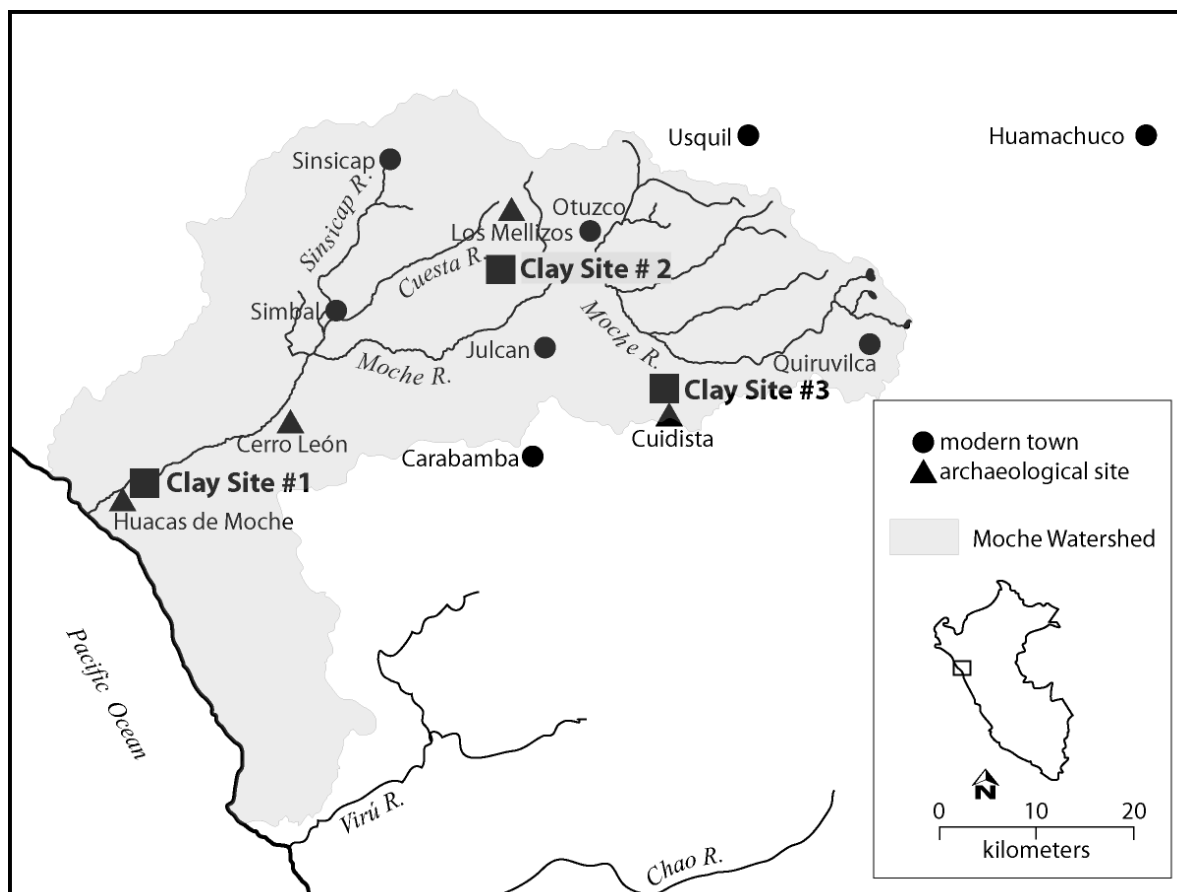 Usquil
Huamachuco
Sinsicap
Sinsicap R.
Otuzco
Los Mellizos
Cuesta R.
Clay Site # 2
Simbal
Moche R.
Julcan
Moche R.
Quiruvilca
Clay Site #3
Cuidista
Cerro León
Carabamba
Clay Site #1
Huacas de Moche
Pacific Ocean
Virú R.
Chao R.
modern town
archaeological site
Moche Watershed
N
0 10 20
kilometers